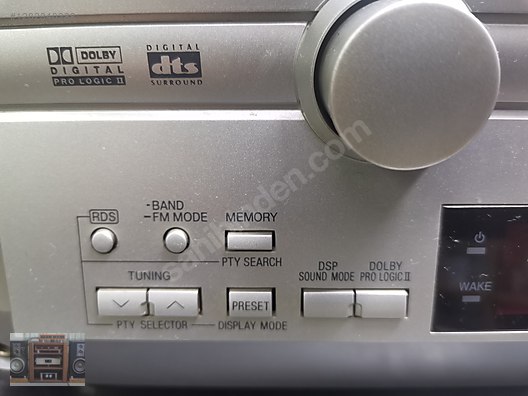 DOLBY
DIGITAL
PRO LOGIC II
DIGITAL
dts
SURROUND
sahibinden.com
RDS
-BAND
-FM MODE
MEMORY
PTY SEARCH
TUNING
PRESET
PTY SELECTOR
DISPLAY MODE
DSP
SOUND MODE
DOLBY
PRO LOGIC II
WAKE